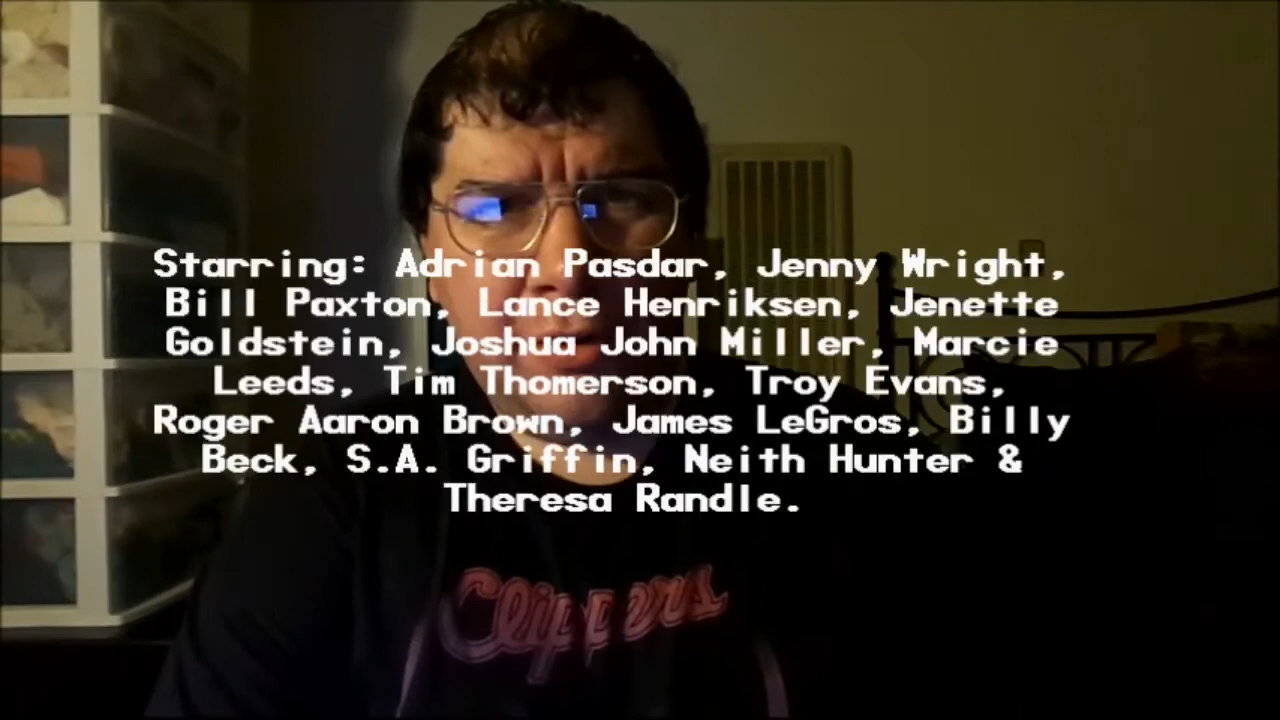 Starring: Adrian Pasdar, Jenny Wright,
Bill Paxton, Lance Henriksen, Jenette
Goldstein, Joshua John Miller, Marcie
Leeds, Tim Thomerson, Troy Evans,
Roger Aaron Brown, James LeGros, Billy
Beck, S.A. Griffin, Neith Hunter &
Theresa Randle.
Clippers